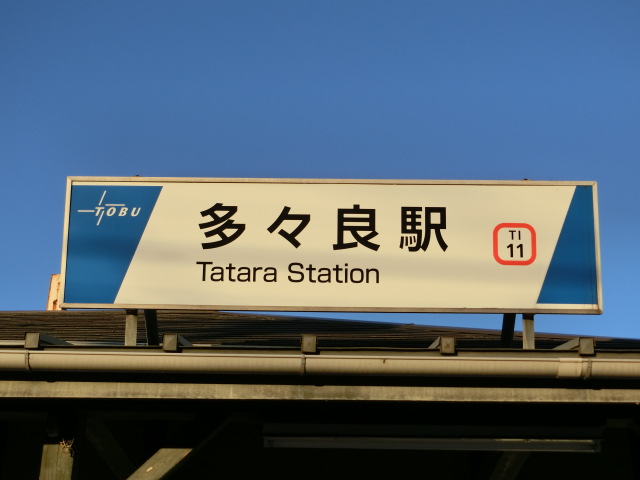 TOBU
多々良駅
Tatara Station
TI
11